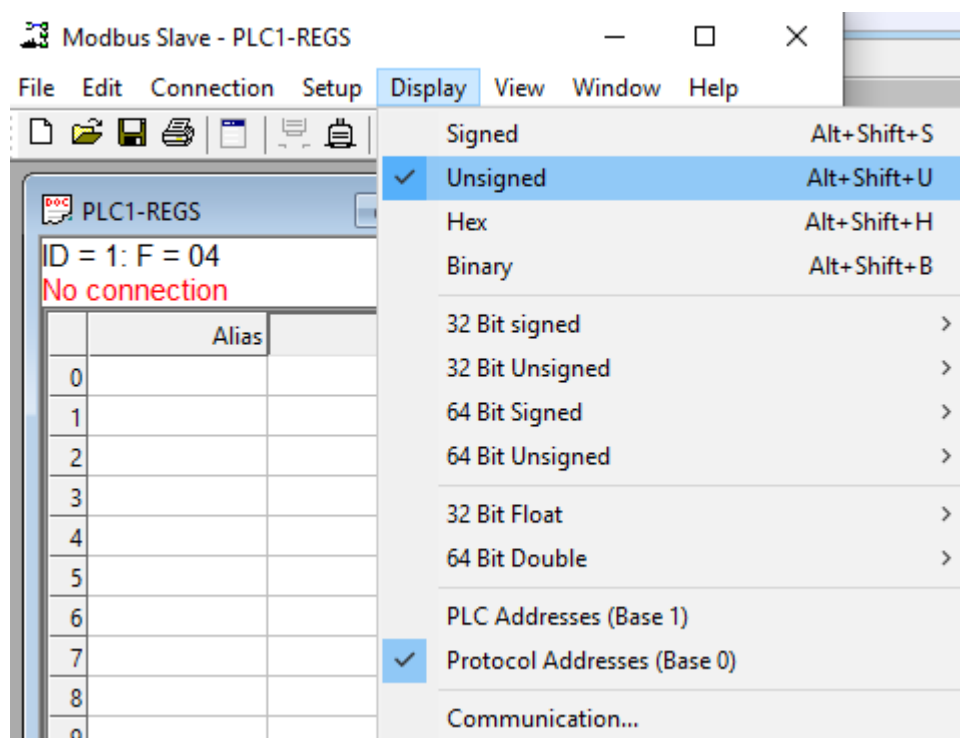 Modbus Slave - PLC1-REGS
File Edit Connection Setup Display View Window Help
Signed Alt+Shift+S
Unsigned Alt+Shift+U
Hex Alt+Shift+H
Binary Alt+Shift+B
32 Bit signed
32 Bit Unsigned
64 Bit Signed
64 Bit Unsigned
32 Bit Float
64 Bit Double
PLC Addresses (Base 1)
Protocol Addresses (Base 0)
Communication...
DOC
PLC1-REGS
ID = 1: F = 04
No connection
Alias
0
1
2
3
4
5
6
7
8
9